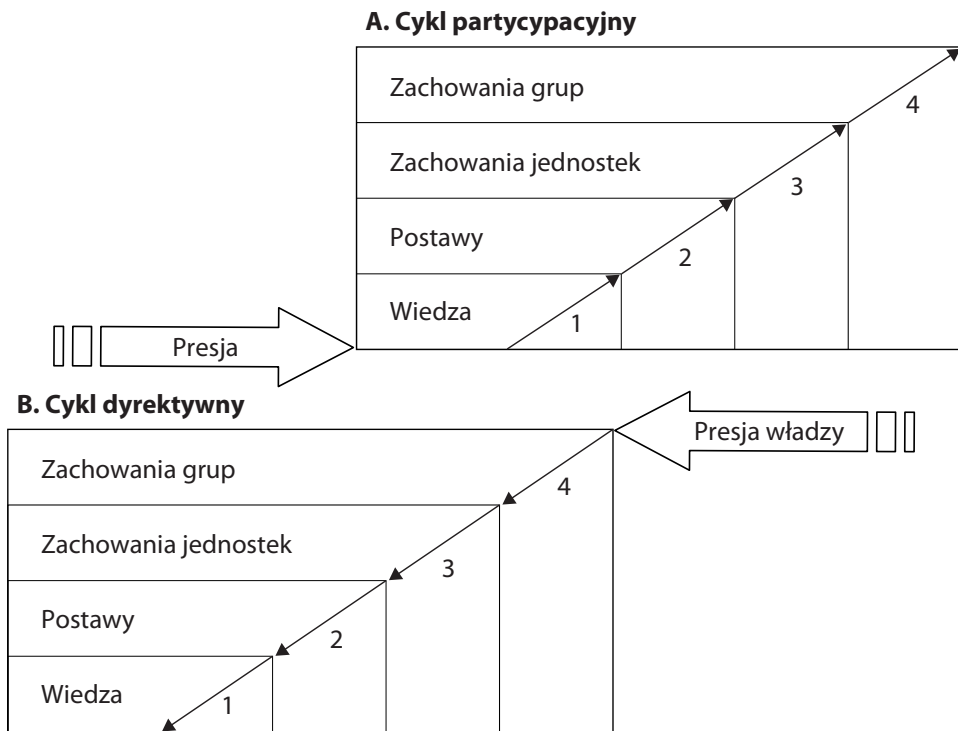 A. Cykl partycypacyjny
Zachowania grup
4
Zachowania jednostek
3
Postawy
2
Wiedza
1
Presja
B. Cykl dyrektywny
Presja władzy
Zachowania grup
4
Zachowania jednostek
3
Postawy
2
Wiedza
1